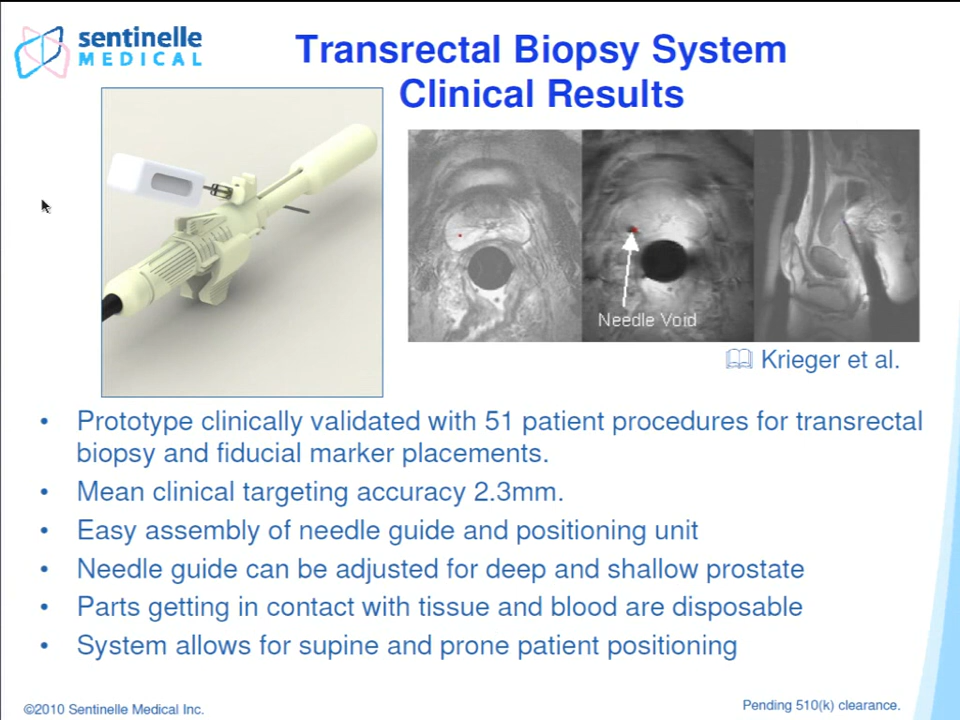 sentinelle
MEDICAL
Transrectal Biopsy System
Clinical Results
Needle Void
Krieger et al.
• Prototype clinically validated with 51 patient procedures for transrectal
biopsy and fiducial marker placements.
• Mean clinical targeting accuracy 2.3mm.
• Easy assembly of needle guide and positioning unit
• Needle guide can be adjusted for deep and shallow prostate
• Parts getting in contact with tissue and blood are disposable
• System allows for supine and prone patient positioning
©2010 Sentinelle Medical Inc.
Pending 510(k) clearance.